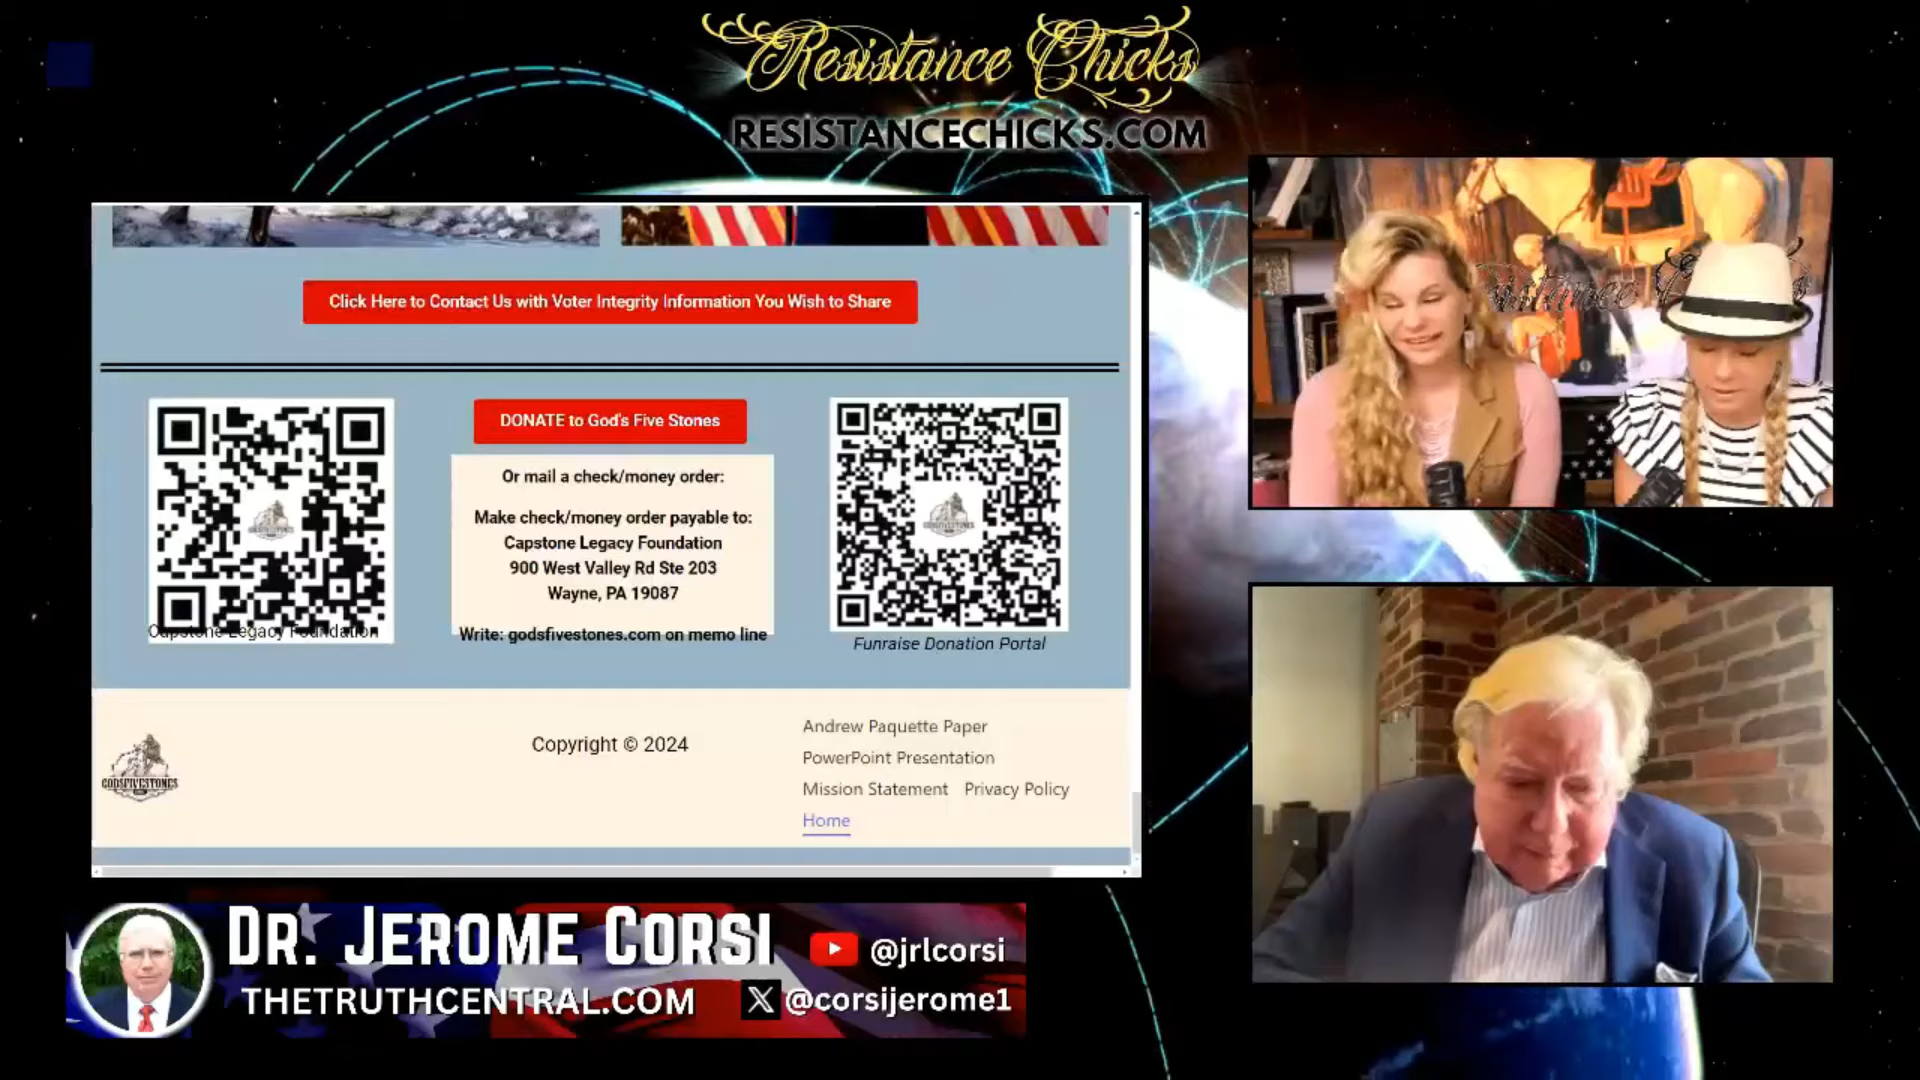 Resistance Chicks
RESISTANCECHICKS.COM
Click Here to Contact Us with Voter Integrity Information You Wish to Share
DONATE to God's Five Stones
Or mail a check/money order:
Make check/money order payable to:
Capstone Legacy Foundation
900 West Valley Rd Ste 203
Wayne, PA 19087
Write: godsfivestones.com on memo line
Capstone Legacy Foundation
Funraise Donation Portal
GODSFIVESTONES
Copyright © 2024
Andrew Paquette Paper
PowerPoint Presentation
Mission Statement Privacy Policy
Home
DR. JEROME CORSI
@jrlcorsi
THETRUTHCENTRAL.COM
X @corsijerome1